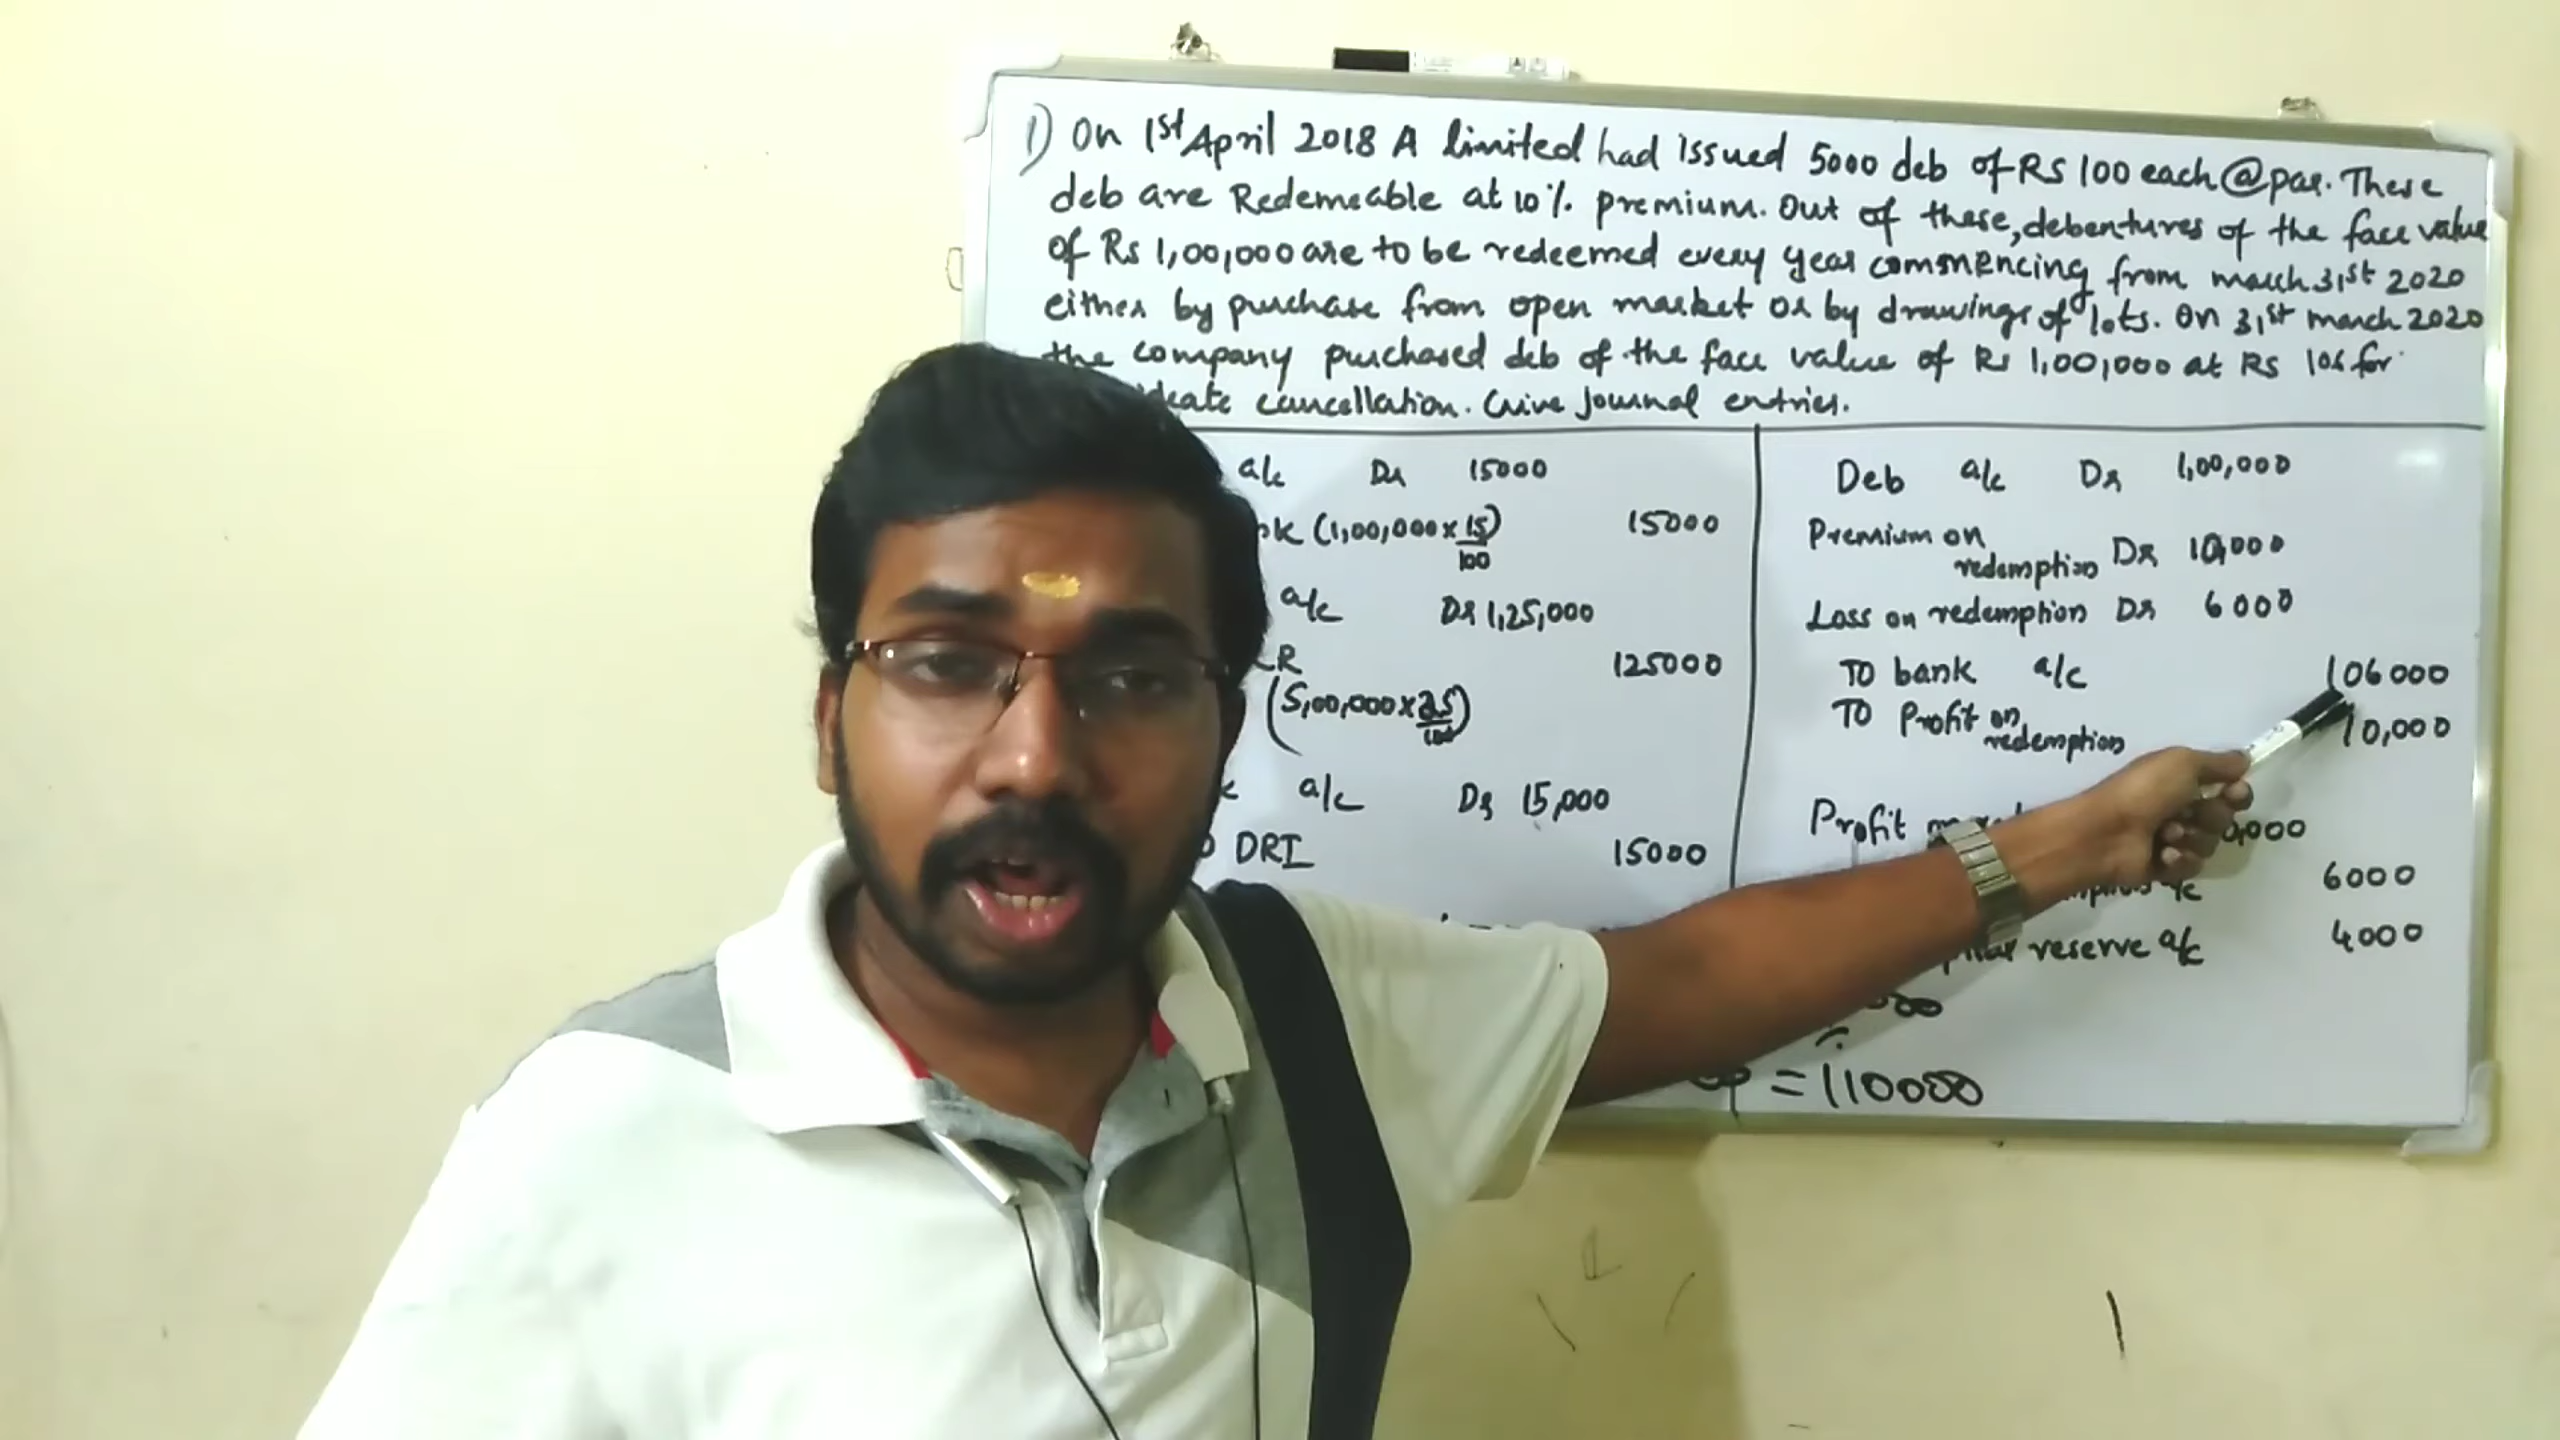 1) On 1st April 2018 A limited had issued 5000 deb of Rs 100 each @ par. These
deb are Redemeable at 10% premium. Out of these, debentures of the face value
of Rs 1,00,000 are to be redeemed every year commencing from march 31st 2020
either by purchase from open market or by drawings of lots. On 31st march 2020
the company purchased deb of the face value of Rs 1,00,000 at Rs 106 for
cancellation. Give Journal entries.
a/c Dr 15000
(1,00,000 x 15/100) 15000
a/c Dr 1,25,000
R 125000
(5,00,000 x 25/100)
a/c Dr 15,000
DRI 15000
Deb a/c Dr 1,00,000
Premium on
redemption Dr 10,000
Loss on redemption Dr 6000
To bank a/c 106000
To Profit on
redemption 10,000
Profit
a/c 6000
reserve a/c 4000
= 110000